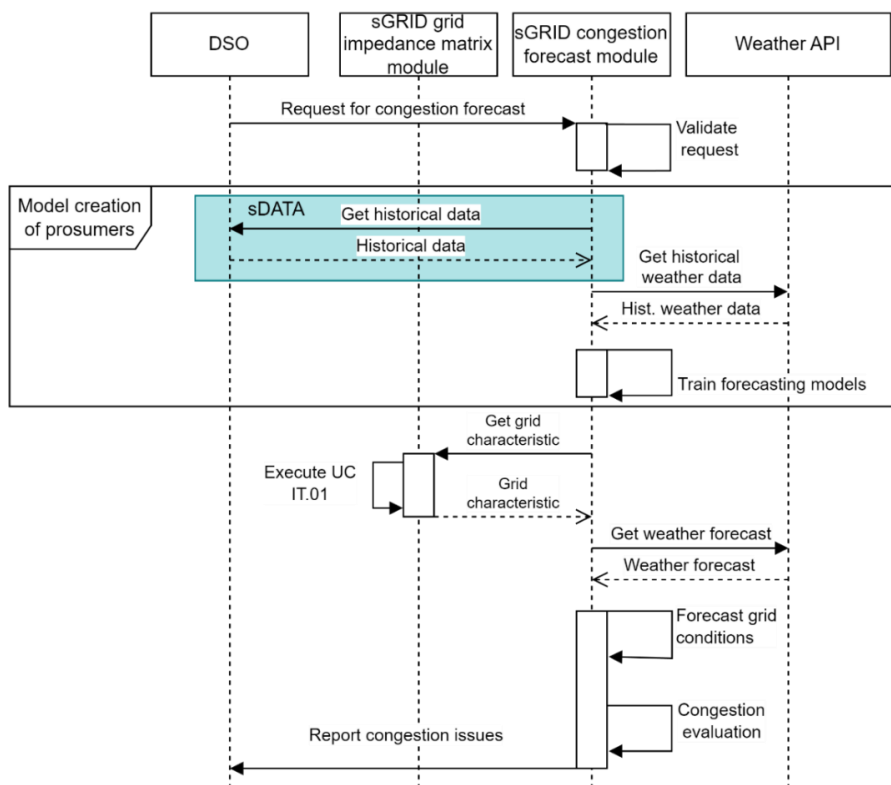 DSO
sGRID grid
impedance matrix
module
sGRID congestion
forecast module
Weather API
Request for congestion forecast
Validate
request
Model creation
of prosumers
sDATA
Get historical data
Historical data
Get historical
weather data
Hist. weather data
Train forecasting models
Get grid
characteristic
Execute UC
IT.01
Grid
characteristic
Get weather forecast
Weather forecast
Forecast grid
conditions
Congestion
evaluation
Report congestion issues